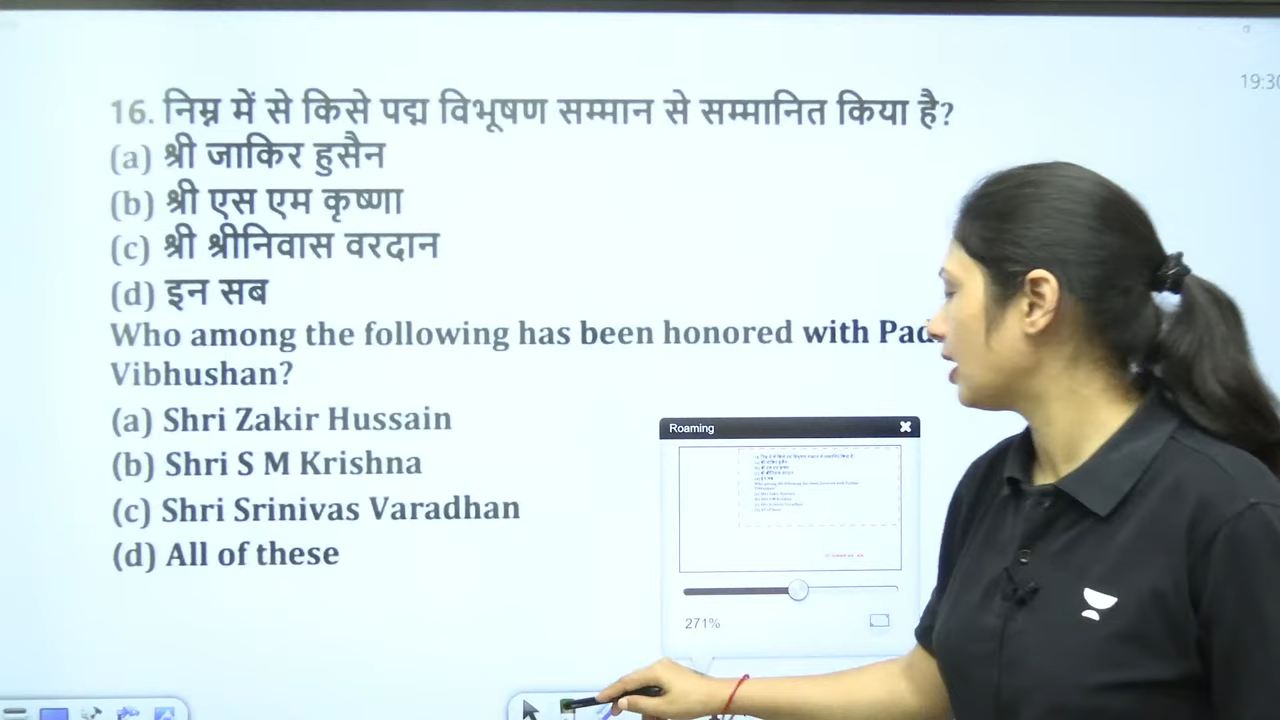 19:30
16. निम्न में से किसे पद्म विभूषण सम्मान से सम्मानित किया है?
(a) श्री जाकिर हुसैन
(b) श्री एस एम कृष्णा
(c) श्री श्रीनिवास वरदान
(d) इन सब
Who among the following has been honored with
Vibhushan?
(a) Shri Zakir Hussain
(b) Shri S M Krishna
(c) Shri Srinivas Varadhan
(d) All of these
Roaming
271%